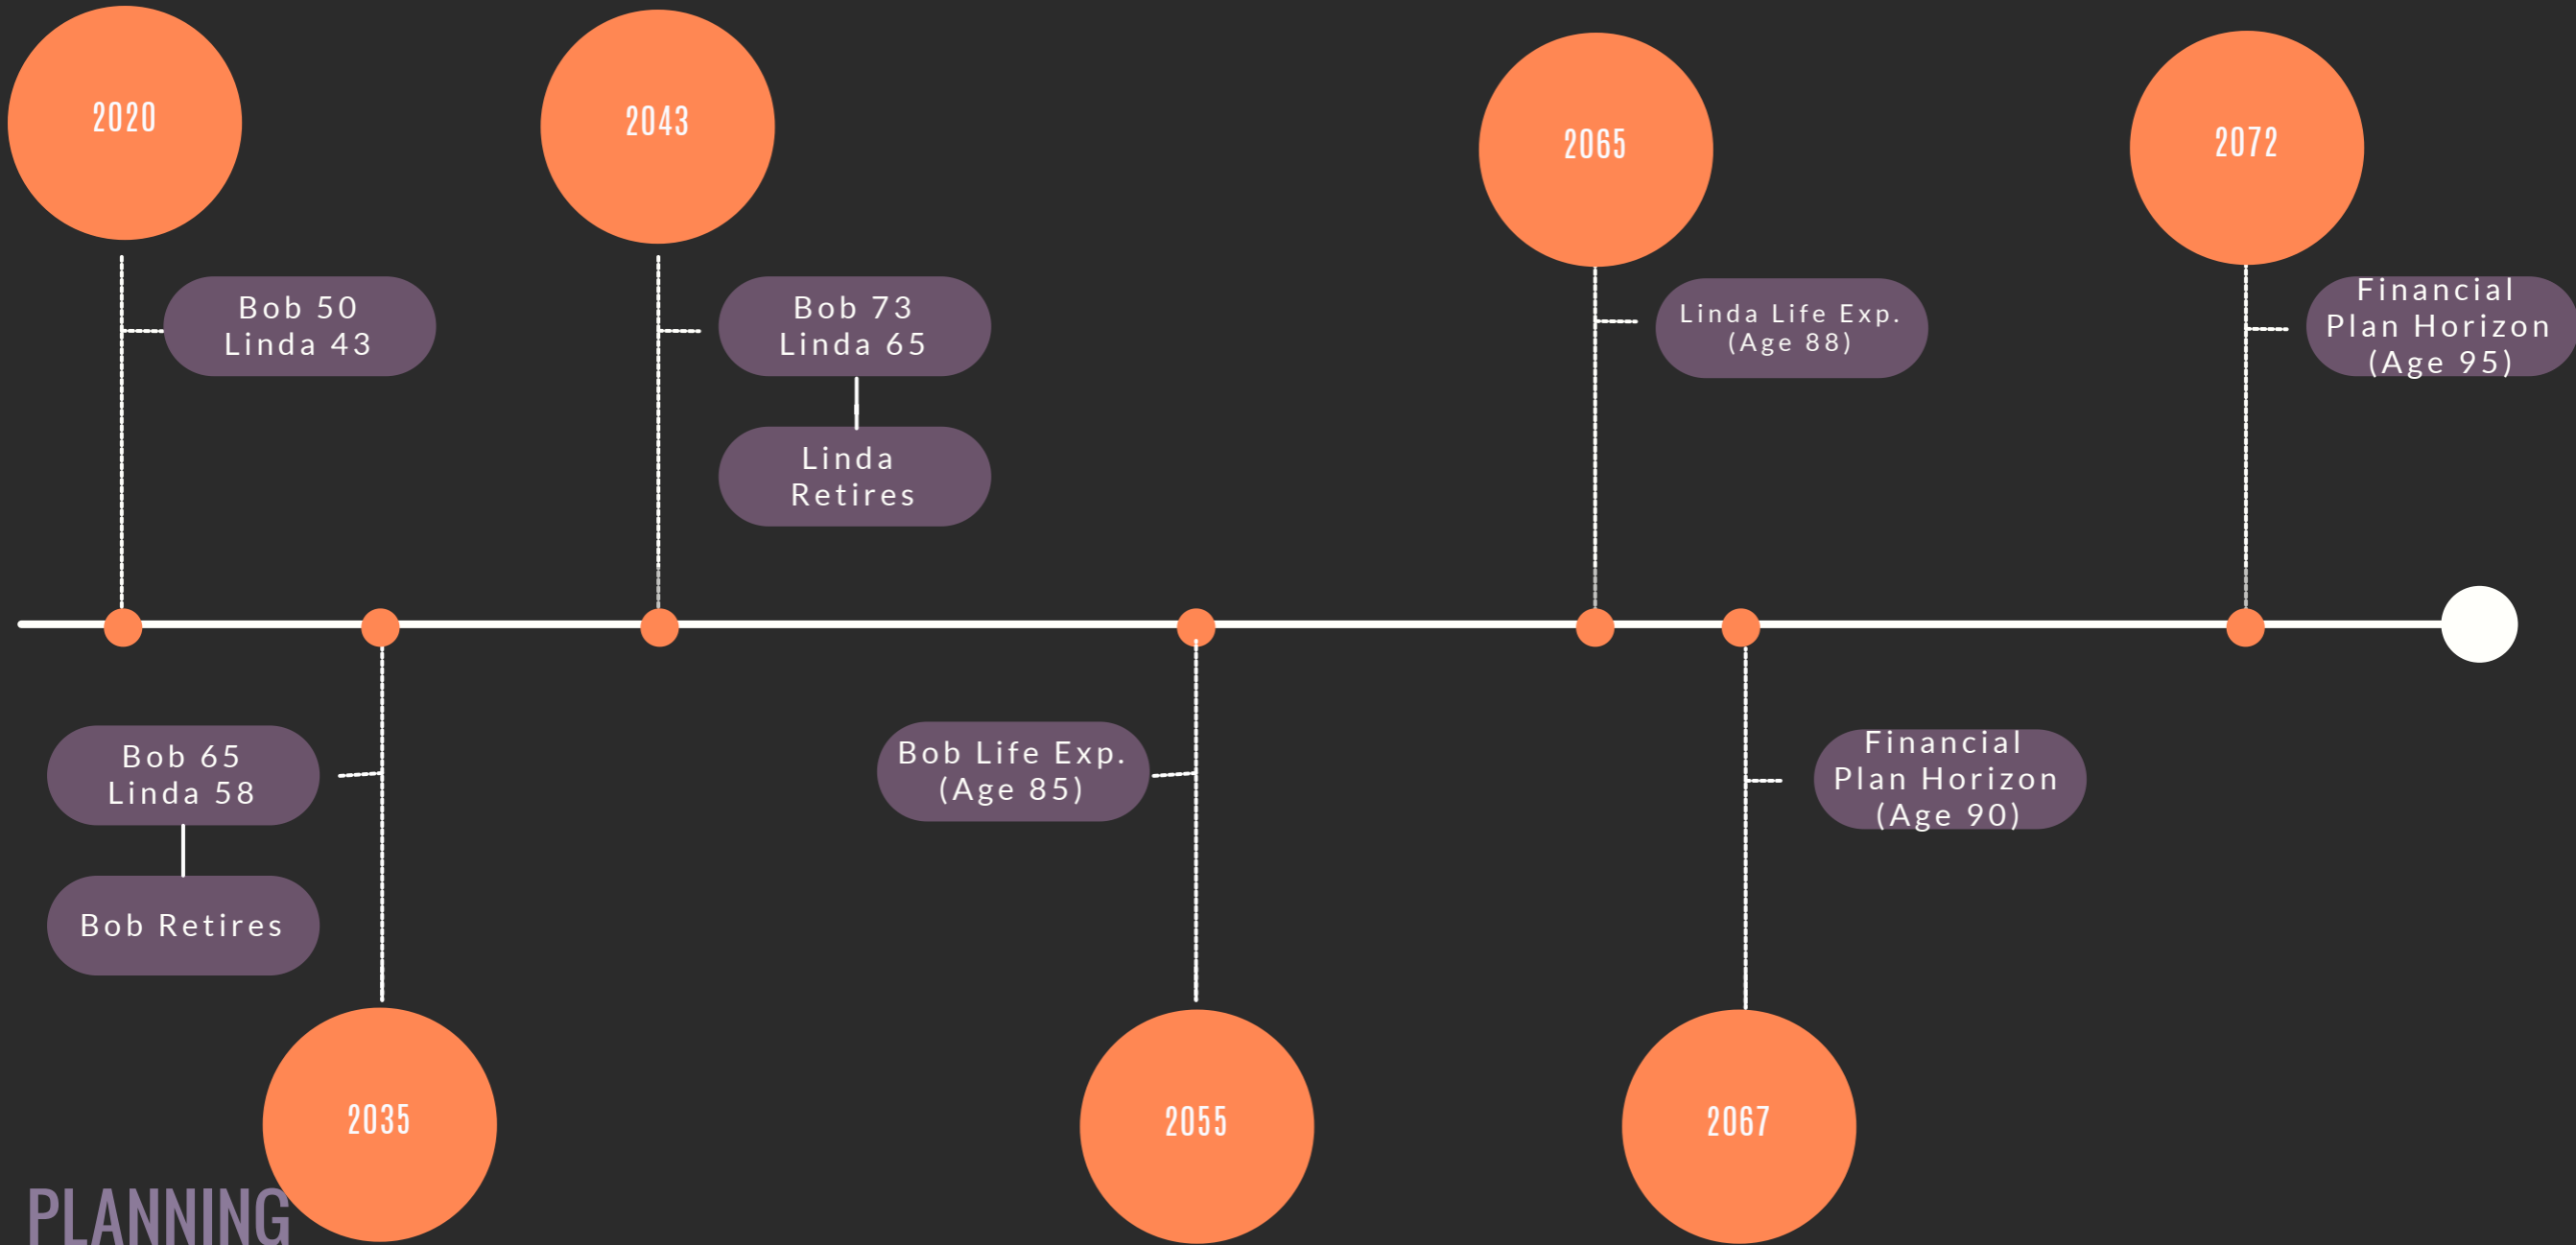 2020
Bob 50
Linda 43
2043
Bob 73
Linda 65
Linda
Retires
2065
Linda Life Exp.
(Age 88)
2072
Financial
Plan Horizon
(Age 95)
Bob 65
Linda 58
Bob Retires
2035
Bob Life Exp.
(Age 85)
2055
Financial
Plan Horizon
(Age 90)
2067
PLANNING